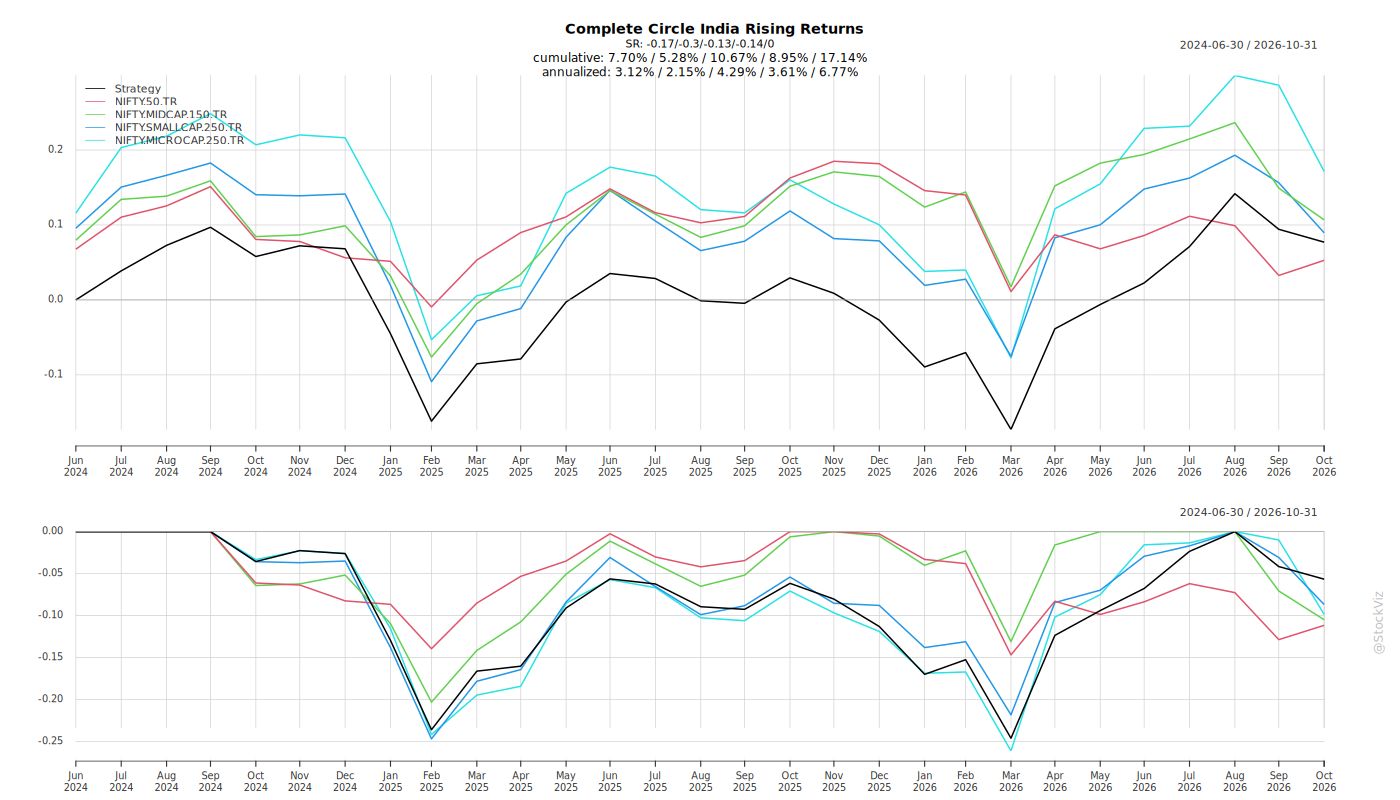 Complete Circle India Rising Returns
SR: -0.17/-0.3/-0.13/-0.14/0
cumulative: 7.70% / 5.28% / 10.67% / 8.95% / 17.14%
annualized: 3.12% / 2.15% / 4.29% / 3.61% / 6.77%
2024-06-30 / 2026-10-31
Strategy
NIFTY.50.TR
NIFTY.MIDCAP.150.TR
NIFTY.SMALLCAP.250.TR
NIFTY.MICROCAP.250.TR
0.2
0.1
0.0
-0.1
Jun Jul Aug Sep Oct Nov Dec Jan Feb Mar Apr May Jun Jul Aug Sep Oct Nov Dec Jan Feb Mar Apr May Jun Jul Aug Sep Oct
2024 2024 2024 2024 2024 2024 2024 2025 2025 2025 2025 2025 2025 2025 2025 2025 2025 2025 2025 2026 2026 2026 2026 2026 2026 2026 2026 2026 2026
2024-06-30 / 2026-10-31
0.00
-0.05
-0.10
-0.15
-0.20
-0.25
Jun Jul Aug Sep Oct Nov Dec Jan Feb Mar Apr May Jun Jul Aug Sep Oct Nov Dec Jan Feb Mar Apr May Jun Jul Aug Sep Oct
2024 2024 2024 2024 2024 2024 2024 2025 2025 2025 2025 2025 2025 2025 2025 2025 2025 2025 2025 2026 2026 2026 2026 2026 2026 2026 2026 2026 2026
@StockViz